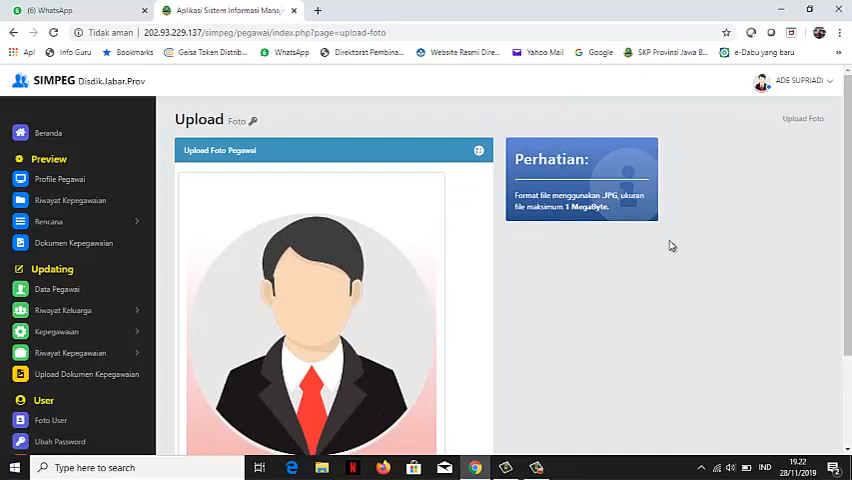 (6) WhatsApp
Aplikasi Sistem Informasi Manaj
Tidak aman
202.93.229.137/simpeg/pegawai/index.php?page=upload-foto
Apl
Info Guru
Bookmarks
Geisa Token Distrib...
WhatsApp
Direktorat Pembina...
Website Resmi Dire...
Yahoo Mail
Google
SKP Provinsi Jawa B...
e-Dabu yang baru
SIMPEG Disdik.Jabar.Prov
ADE SUPRIADI
Beranda
Preview
Profile Pegawai
Riwayat Kepegawaian
Rencana
Dokumen Kepegawaian
Updating
Data Pegawai
Riwayat Keluarga
Kepegawaian
Riwayat Kepegawaian
Upload Dokumen Kepegawaian
User
Foto User
Ubah Password
Upload Foto
Upload Foto
Upload Foto Pegawai
Perhatian:
Format file menggunakan .JPG, ukuran
file maksimum 1 MegaByte.
Type here to search
IND
19.22
28/11/2019
2